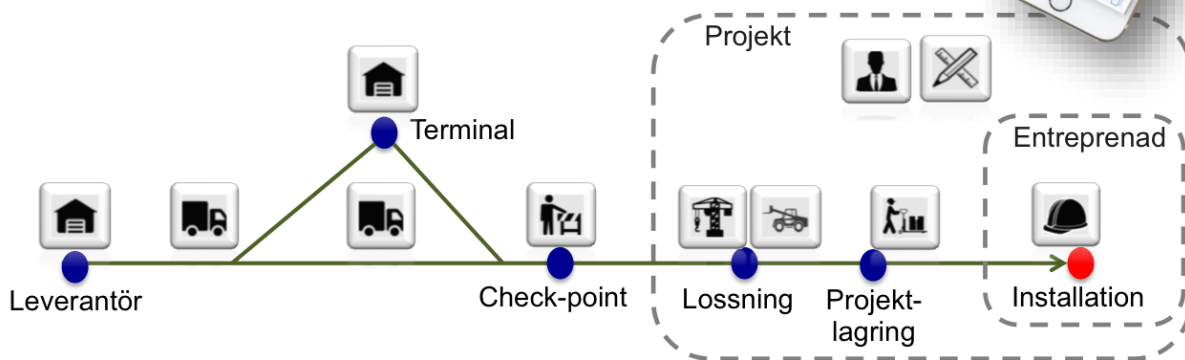 Projekt
Terminal
Entreprenad
Leverantör
Check-point
Lossning
Projekt-
lagring
Installation